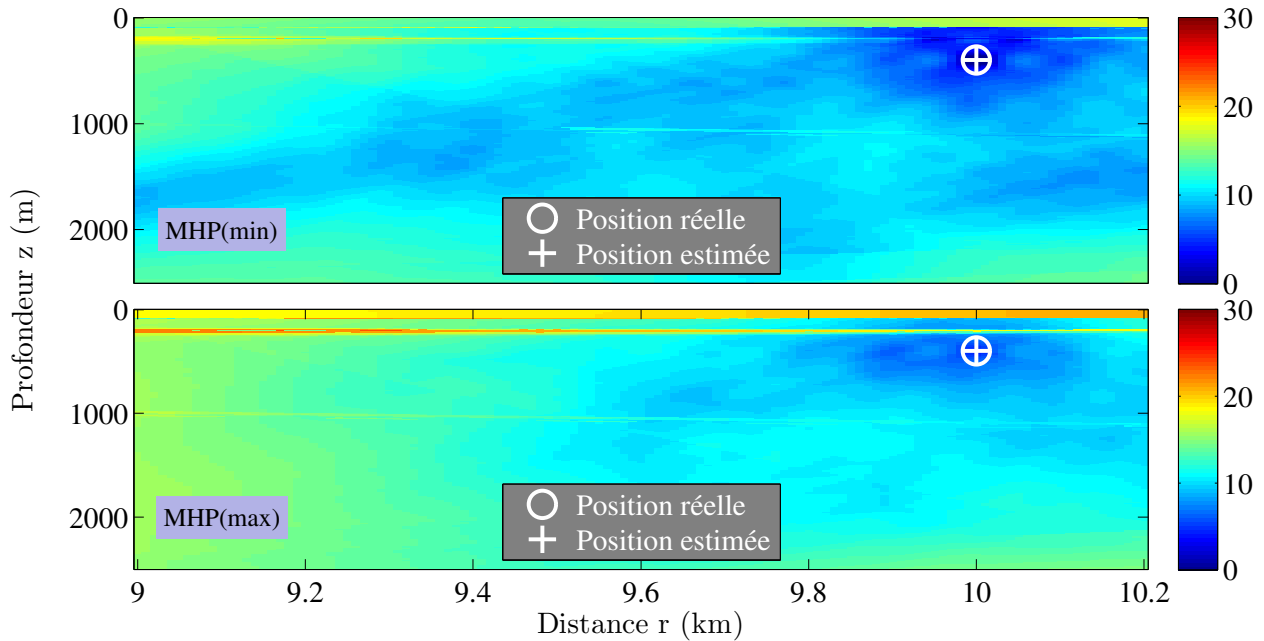 0
1000
2000
Profondeur z (m)
MHP(min)
Position réelle
Position estimée
30
20
10
0
0
1000
2000
MHP(max)
Position réelle
Position estimée
30
20
10
0
9
9.2
9.4
9.6
9.8
10
10.2
Distance r (km)